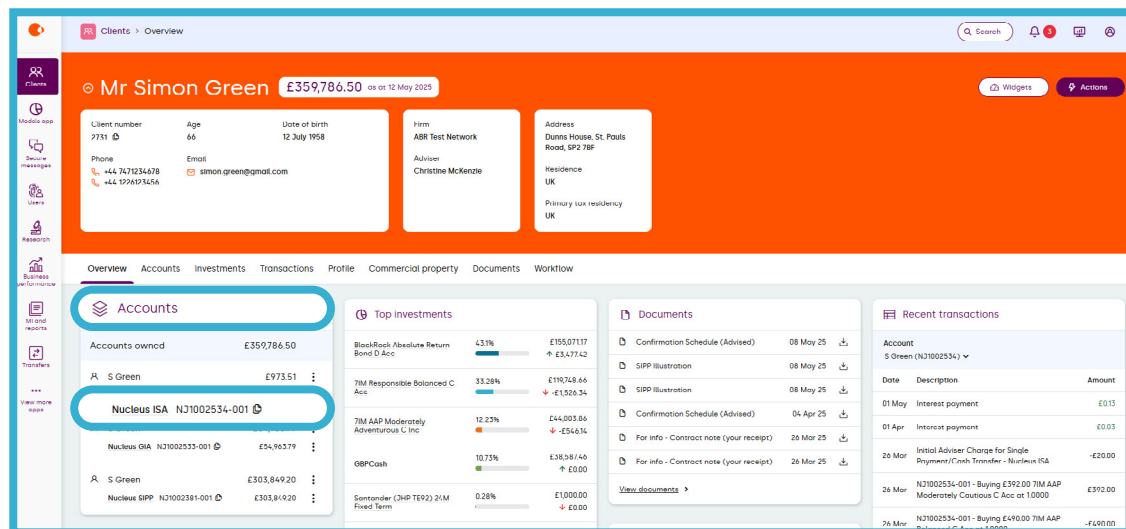 Clients > Overview
Search
3
Clients
Models app
Secure messages
Users
Research
Business performance
MI and reports
Transfers
View more apps
Mr Simon Green £359,786.50 as at 12 May 2025
Widgets
Actions
Client number Age Date of birth
2731 66 12 July 1958
Phone Email
+44 7471234678 simon.green@gmail.com
+44 1226123456
Firm
ABR Test Network
Adviser
Christine McKenzie
Address
Dunns House, St. Pauls
Road, SP2 7BF
Residence
UK
Primary tax residency
UK
Overview Accounts Investments Transactions Profile Commercial property Documents Workflow
Accounts
Accounts owned £359,786.50
S Green £973.51
Nucleus ISA NJ1002534-001
Nucleus GIA NJ1002533-001 £54,963.79
S Green £303,849.20
Nucleus SIPP NJ1002381-001 £303,849.20
Top investments
BlackRock Absolute Return 43.1% £155,071.17
Bond D Acc £3,477.42
7IM Responsible Balanced C 33.28% £119,748.66
Acc -£1,526.34
7IM AAP Moderately 12.23% £44,003.06
Adventurous C Inc -£546.14
GBPCash 10.73% £38,587.46
£0.00
Santander (JHP TE92) 24M 0.28% £1,000.00
Fixed Term £0.00
Documents
Confirmation Schedule (Advised) 08 May 25
SIPP Illustration 08 May 25
SIPP Illustration 08 May 25
Confirmation Schedule (Advised) 04 Apr 25
For info - Contract note (your receipt) 26 Mar 25
For info - Contract note (your receipt) 26 Mar 25
View documents >
Recent transactions
Account
S Green (NJ1002534)
Date Description Amount
01 May Interest payment £0.13
01 Apr Interest payment £0.03
26 Mar Initial Adviser Charge for Single Payment/Cash Transfer - Nucleus ISA -£20.00
26 Mar NJ1002534-001 - Buying £392.00 7IM AAP Moderately Cautious C Acc at 1.0000 £392.00
26 Mar NJ1002534-001 - Buying £490.00 7IM AAP -£490.00